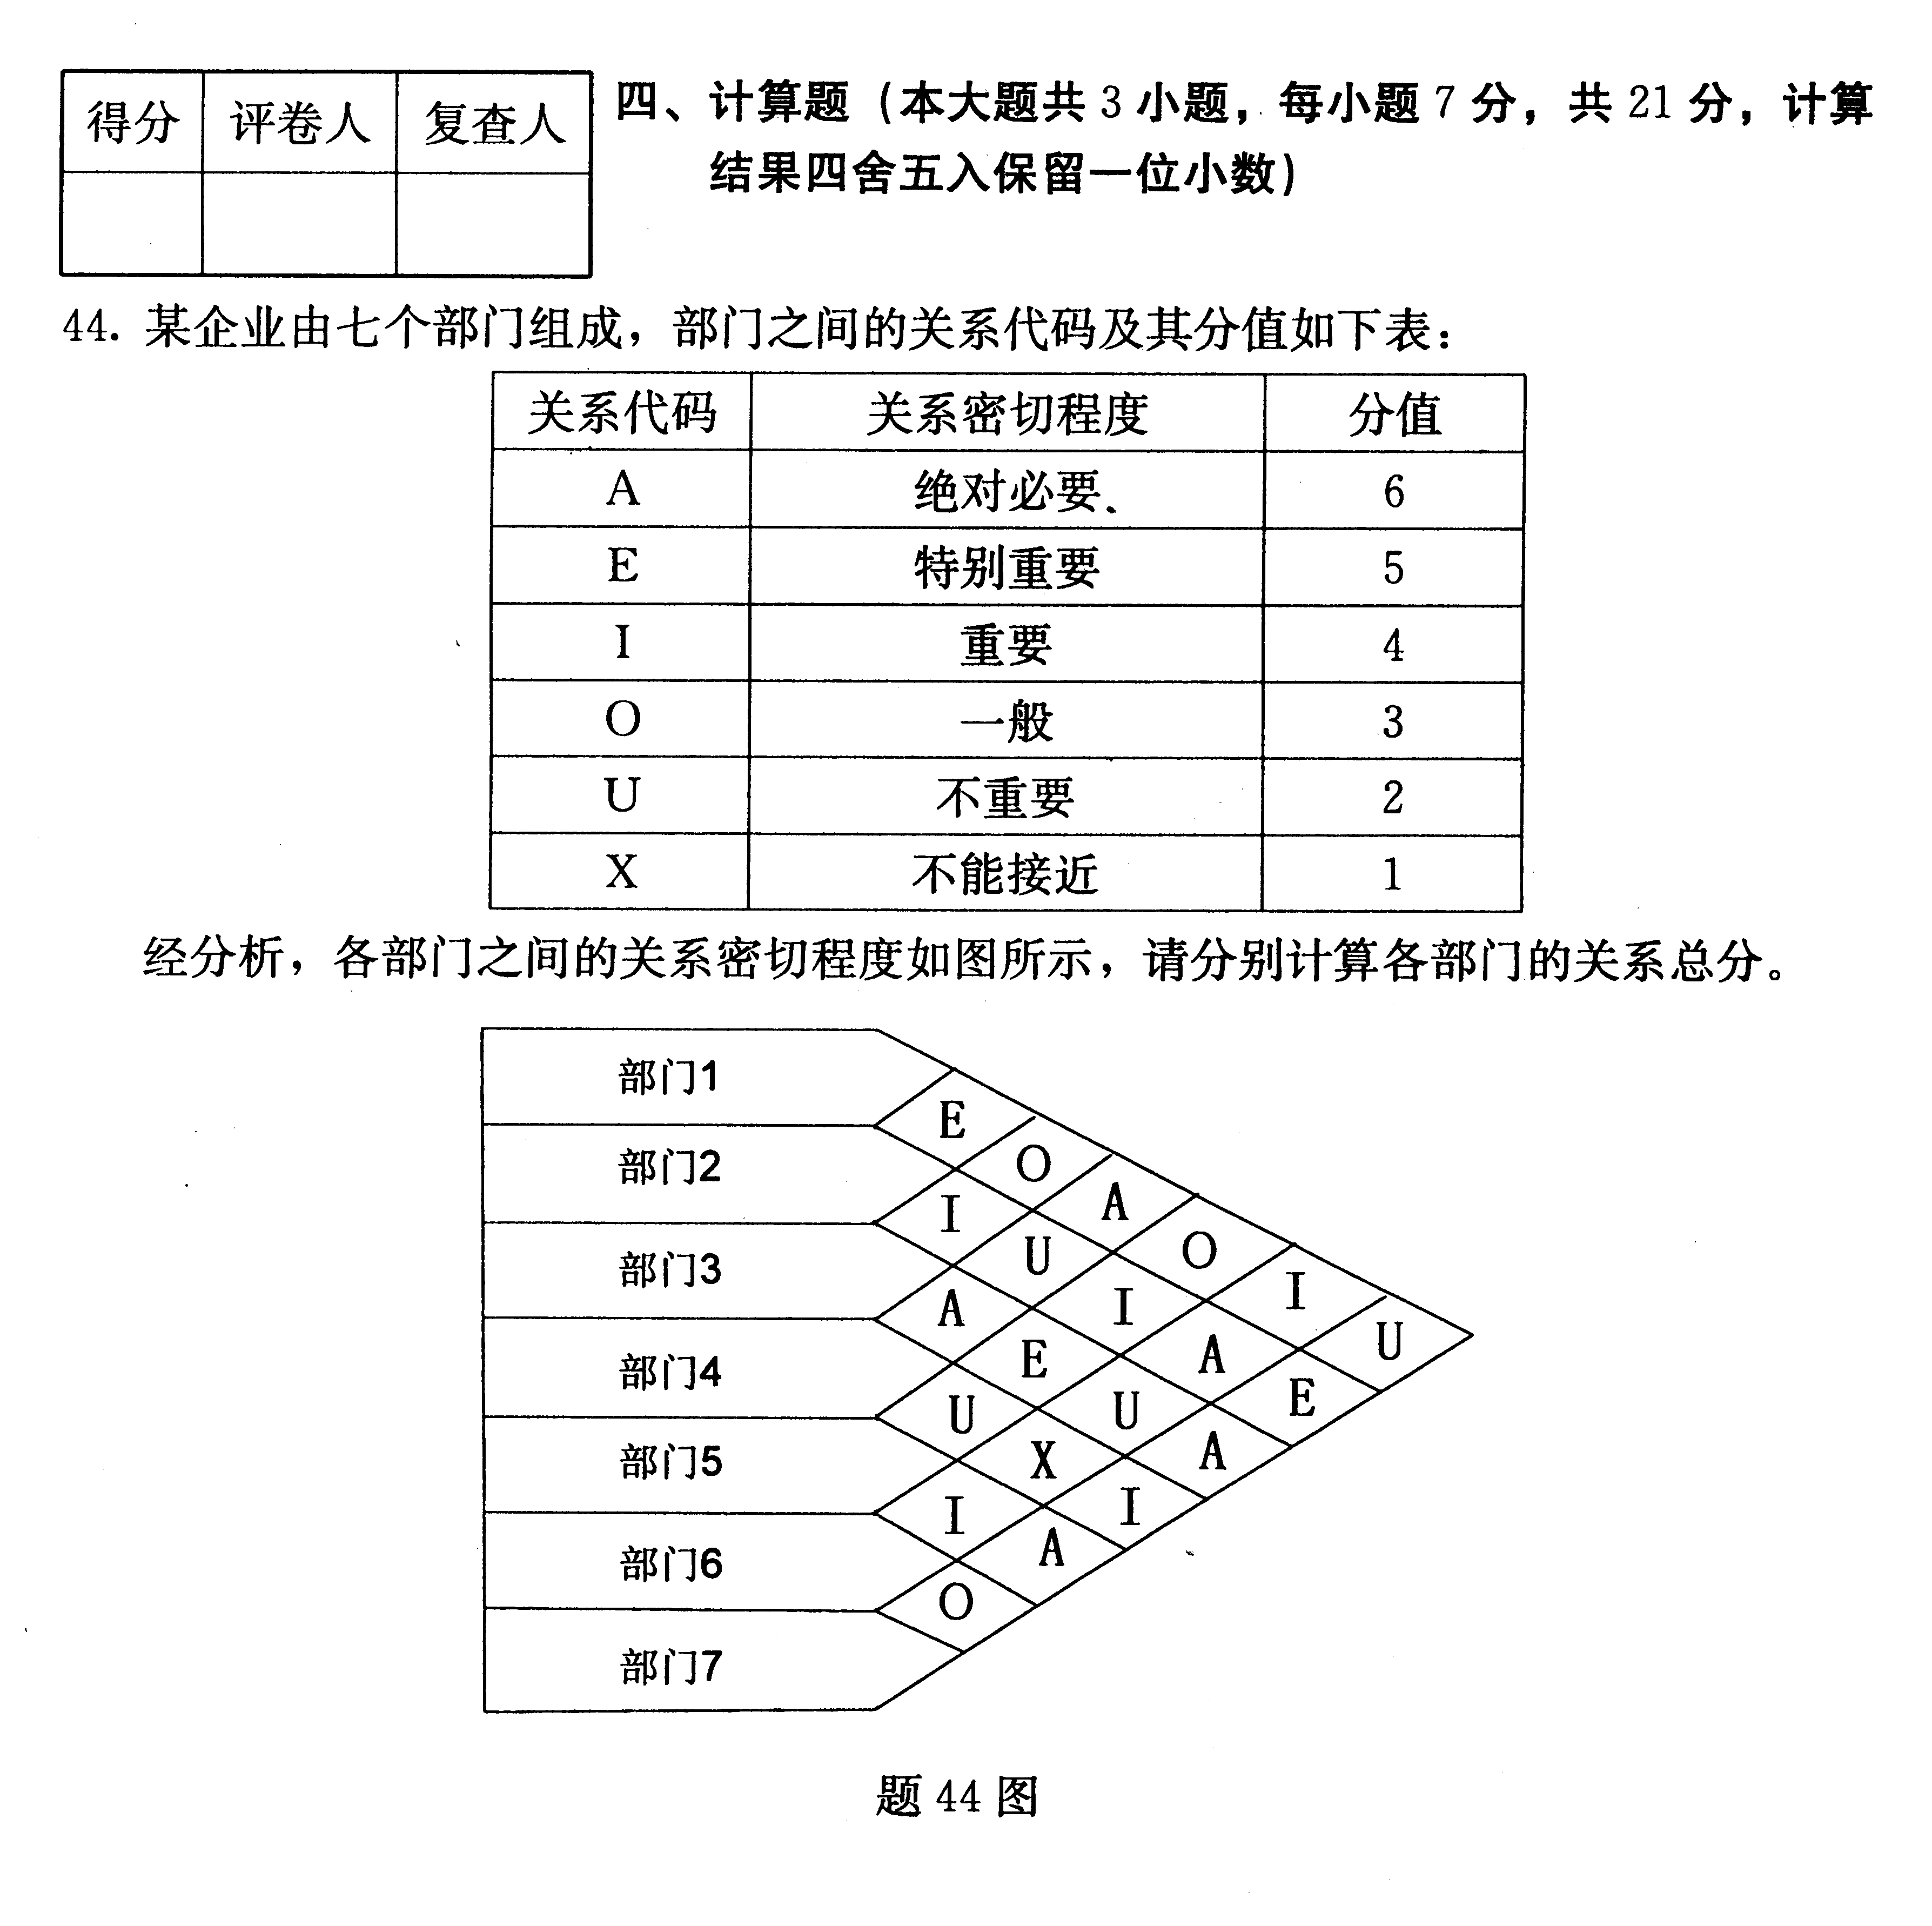 得分 评卷人 复查人
四、计算题（本大题共 3 小题，每小题 7 分，共 21 分，计算
结果四舍五入保留一位小数）
44. 某企业由七个部门组成，部门之间的关系代码及其分值如下表：
关系代码 关系密切程度 分值
A 绝对必要 6
E 特别重要 5
I 重要 4
O 一般 3
U 不重要 2
X 不能接近 1
经分析，各部门之间的关系密切程度如图所示，请分别计算各部门的关系总分。
部门1
E
部门2
O
A
I
U
O
部门3
I
A
I
U
E
A
部门4
E
U
U
X
A
部门5
I
I
A
部门6
O
部门7
题 44 图